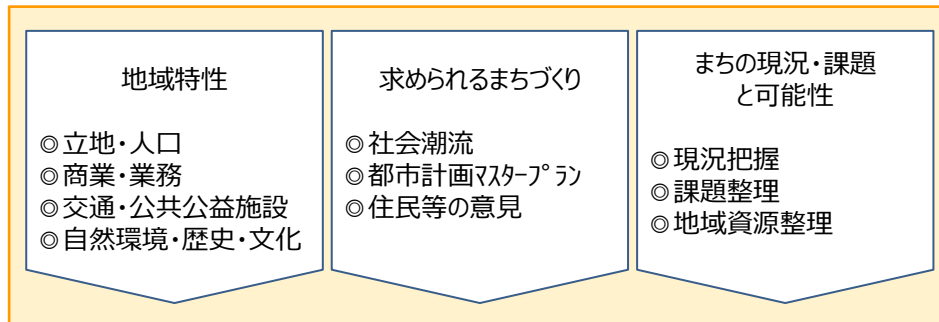 地域特性
◎立地・人口
◎商業・業務
◎交通・公共公益施設
◎自然環境・歴史・文化
求められるまちづくり
◎社会潮流
◎都市計画ﾏｽﾀｰﾌﾟﾗﾝ
◎住民等の意見
まちの現況・課題
と可能性
◎現況把握
◎課題整理
◎地域資源整理